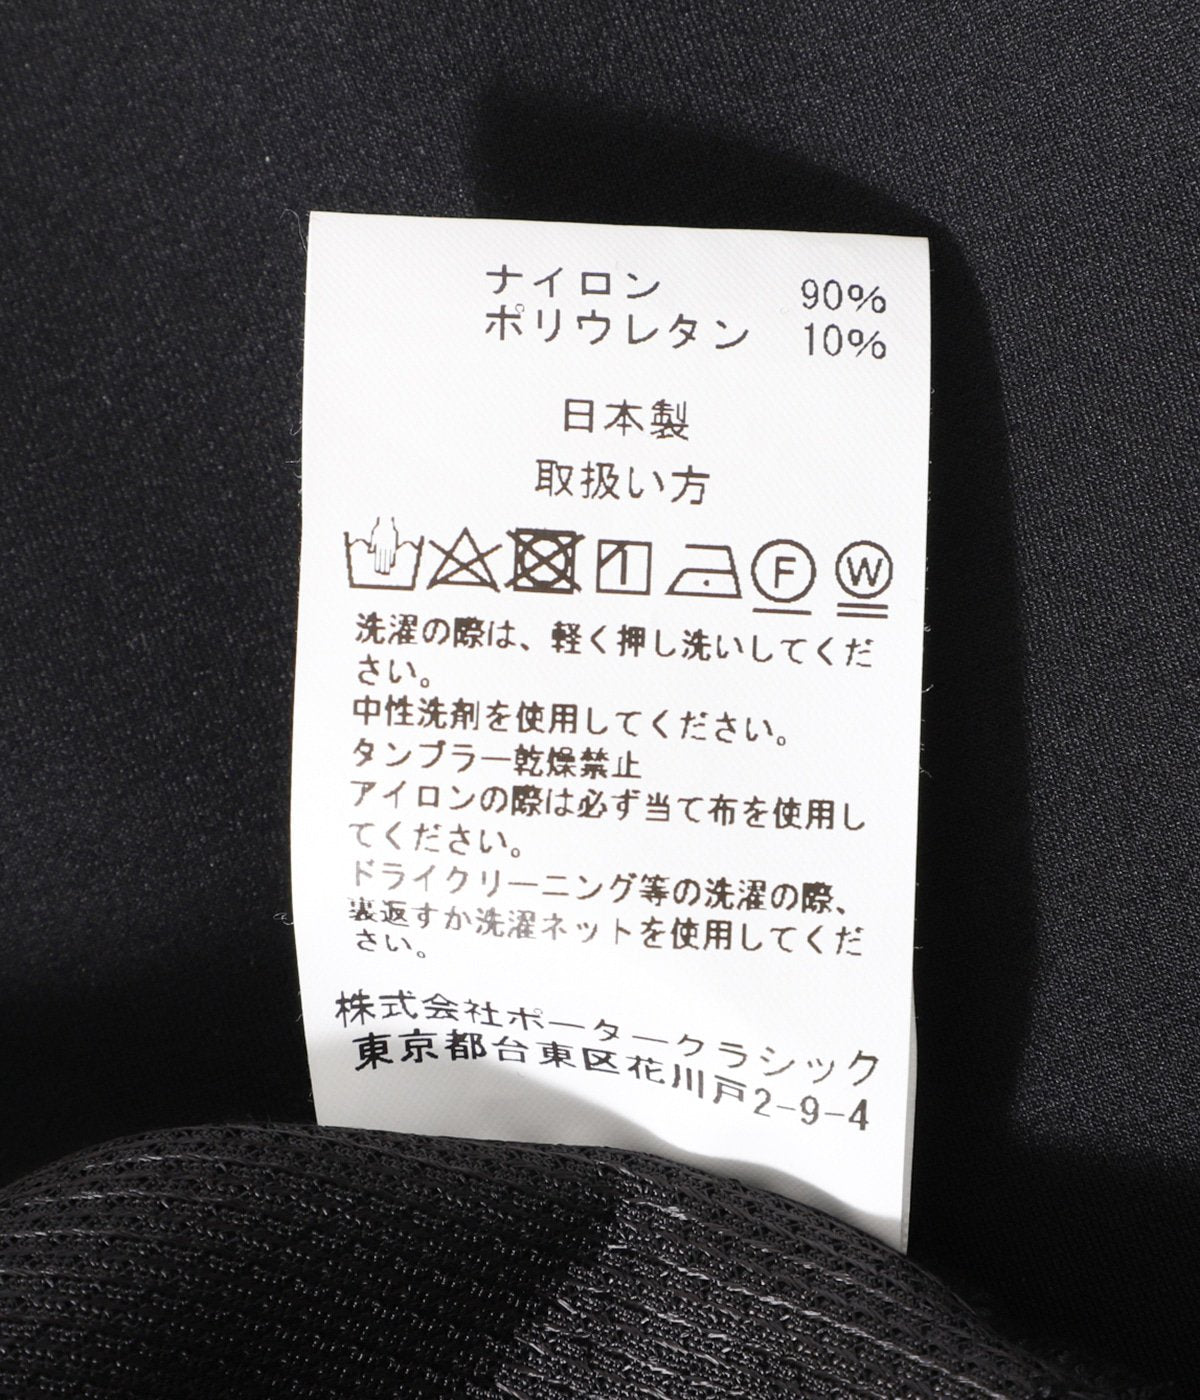 ナイロン 90%
ポリウレタン 10%
日本製
取扱い方
F W
洗濯の際は、軽く押し洗いしてくだ
さい。
中性洗剤を使用してください。
タンブラー乾燥禁止
アイロンの際は必ず当て布を使用し
てください。
ドライクリーニング等の洗濯の際、
裏返すか洗濯ネットを使用してくだ
さい。
株式会社ポータークラシック
東京都台東区花川戸2-9-4